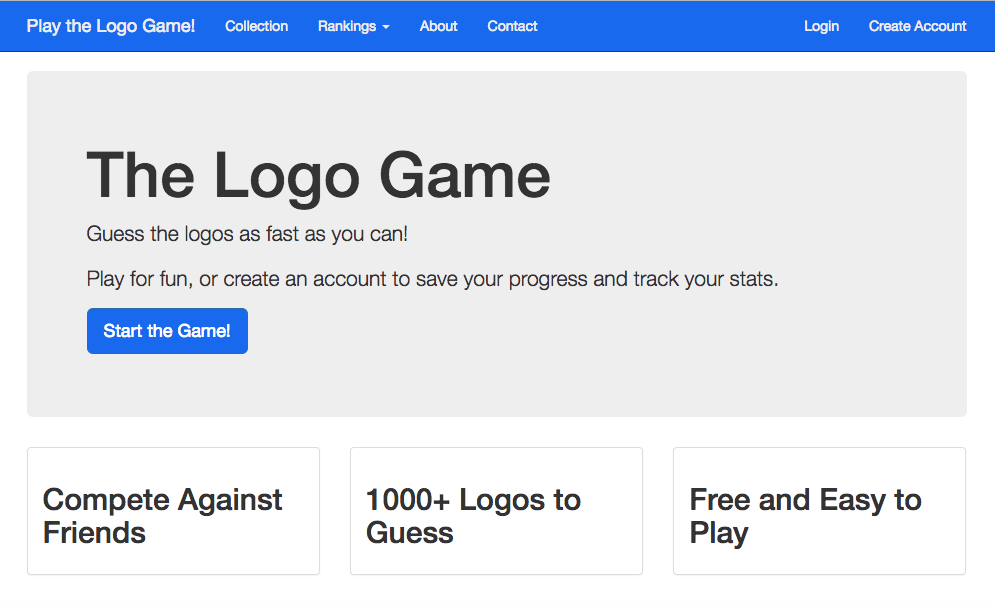 Play the Logo Game! Collection Rankings About Contact Login Create Account
The Logo Game
Guess the logos as fast as you can!
Play for fun, or create an account to save your progress and track your stats.
Start the Game!
Compete Against
Friends
1000+ Logos to
Guess
Free and Easy to
Play